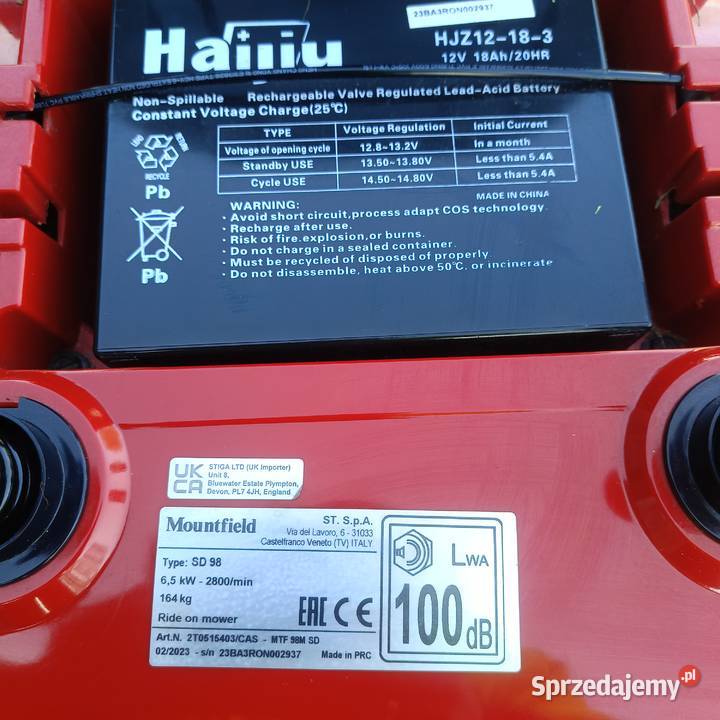 23BA3RON002937
Haijiu
HJZ12-18-3
12V 18Ah/20HR
Non-Spillable Rechargeable Valve Regulated Lead-Acid Battery
Constant Voltage Charge(25℃)
TYPE Voltage Regulation Initial Current
Voltage of opening cycle 12.8~13.2V In a month
Standby USE 13.50~13.80V Less than 5.4A
Cycle USE 14.50~14.80V Less than 5.4A
MADE IN CHINA
Pb
Pb
WARNING:
• Avoid short circuit,process adapt COS technology.
• Recharge after use.
• Risk of fire.explosion,or burns.
• Do not charge in a sealed container.
• Must be recycled of disposed of properly.
• Do not disassemble, heat above 50℃. or incinerate
UK
CA
STIGA LTD (UK Importer)
Unit 8,
Bluewater Estate Plympton,
Devon, PL7 4JH, England
Mountfield
ST. S.p.A.
Via del Lavoro, 6 - 31033
Castelfranco Veneto (TV) ITALY
Type: SD 98
6,5 kW - 2800/min
164 kg
Ride on mower
EAC CE
Art.N. 2T0515403/CAS - MTF 98M SD
02/2023 - s/n 23BA3RON002937 Made in PRC
LWA
100dB
Sprzedajemy.pl